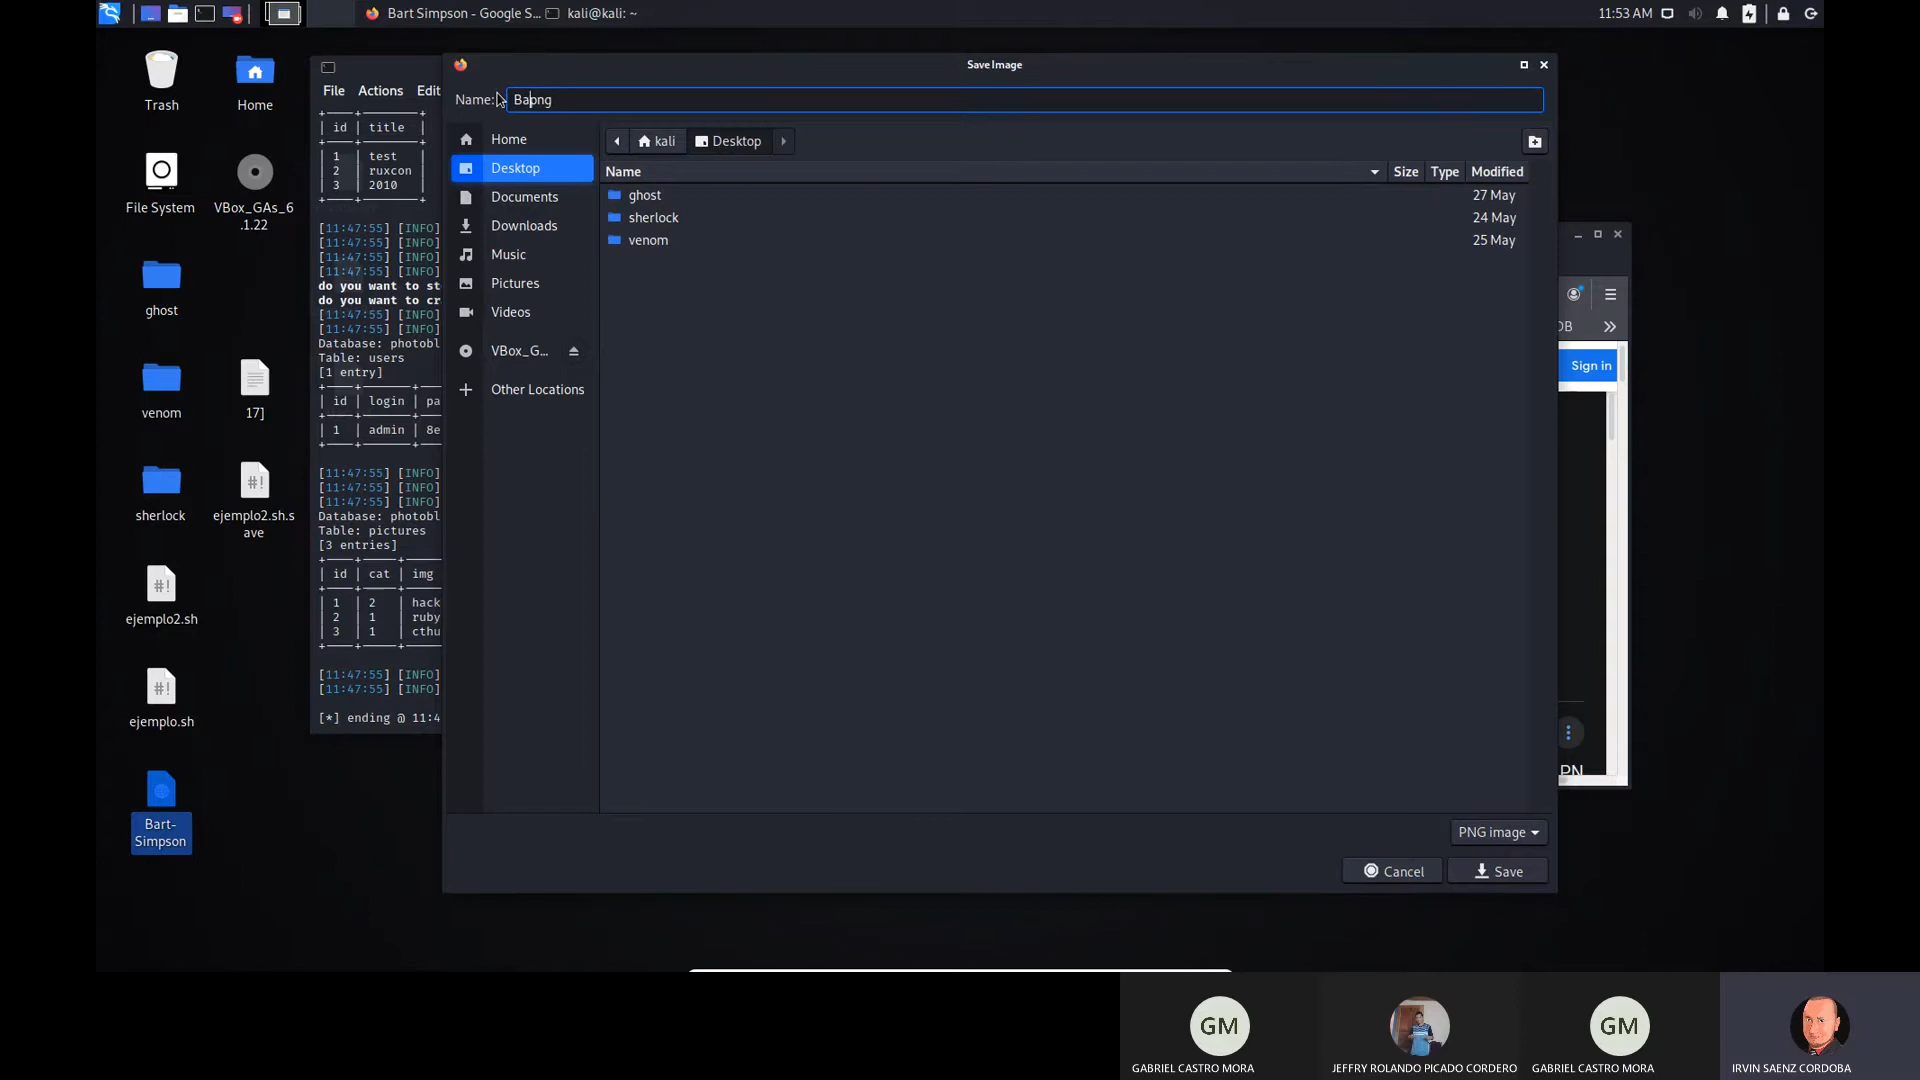 Bart Simpson - Google S...
kali@kali: ~
11:53 AM
Trash
Home
File System
VBox_GAs_6
.1.22
ghost
venom
17]
sherlock
ejemplo2.sh.s
ave
ejemplo2.sh
ejemplo.sh
Bart-
Simpson
File Actions Edit
| id | title |
| 1 | test |
| 2 | ruxcon |
| 3 | 2010 |
[11:47:55] [INFO]
[11:47:55] [INFO]
[11:47:55] [INFO]
[11:47:55] [INFO]
do you want to st
do you want to cr
[11:47:55] [INFO]
[11:47:55] [INFO]
Database: photobl
Table: users
[1 entry]
| id | login | pa
| 1 | admin | 8e
[11:47:55] [INFO]
[11:47:55] [INFO]
[11:47:55] [INFO]
Database: photobl
Table: pictures
[3 entries]
| id | cat | img
| 1 | 2 | hack
| 2 | 1 | ruby
| 3 | 1 | cthu
[11:47:55] [INFO]
[11:47:55] [INFO]
[*] ending @ 11:4
Save Image
Name: Bapng
Home
Desktop
Documents
Downloads
Music
Pictures
Videos
VBox_G...
Other Locations
kali
Desktop
Name Size Type Modified
ghost 27 May
sherlock 24 May
venom 25 May
PNG image
Cancel
Save
DB
Sign in
PN
GM
GABRIEL CASTRO MORA
JEFFRY ROLANDO PICADO CORDERO
GM
GABRIEL CASTRO MORA
IRVIN SAENZ CORDOBA